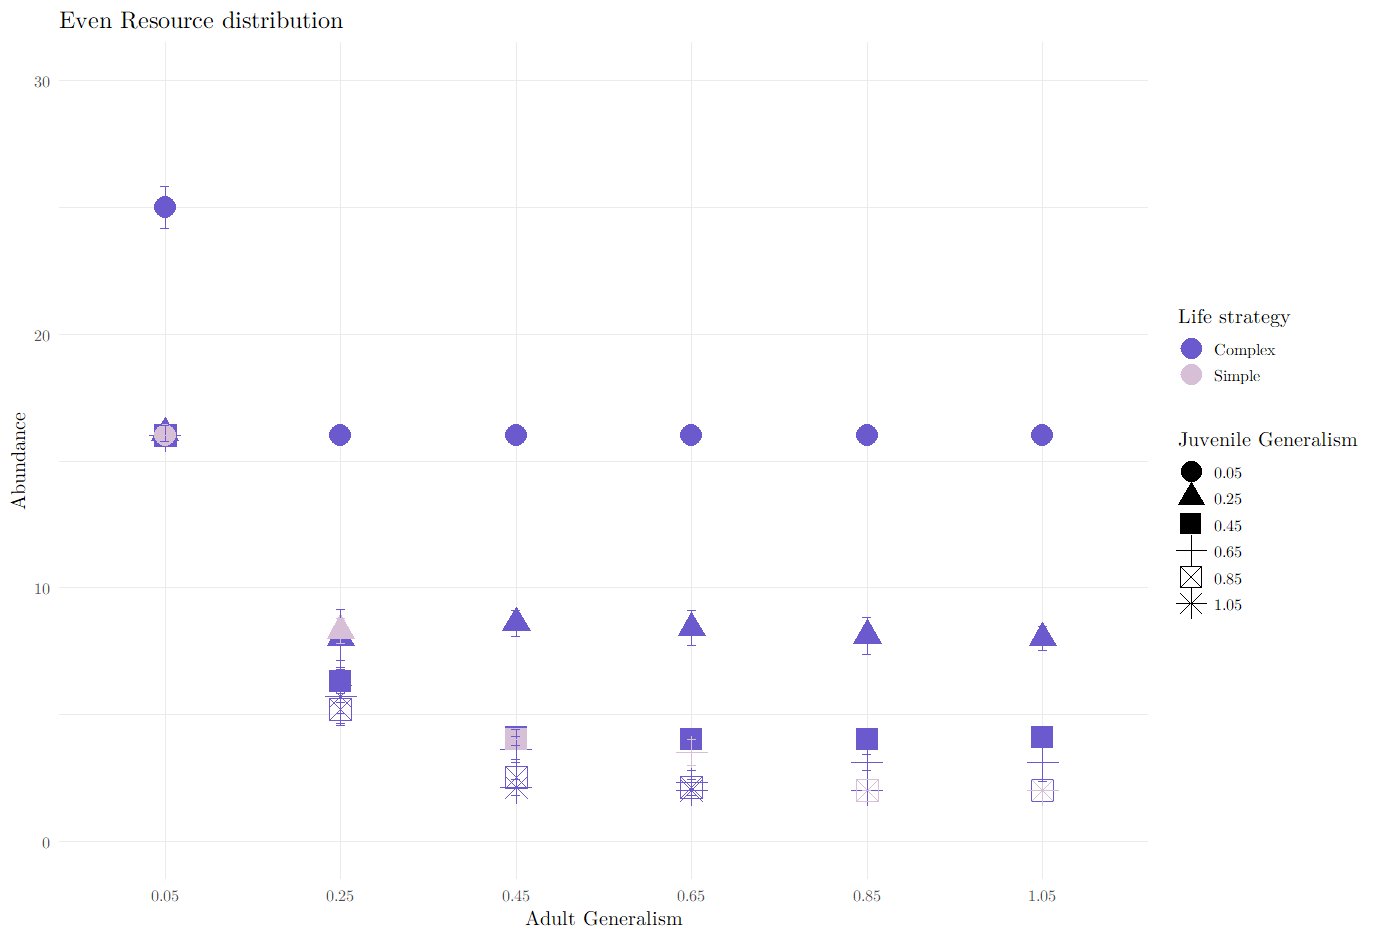 Even Resource distribution
30
20
10
0
Abundance
0.05 0.25 0.45 0.65 0.85 1.05
Adult Generalism
Life strategy
Complex
Simple
Juvenile Generalism
0.05
0.25
0.45
0.65
0.85
1.05